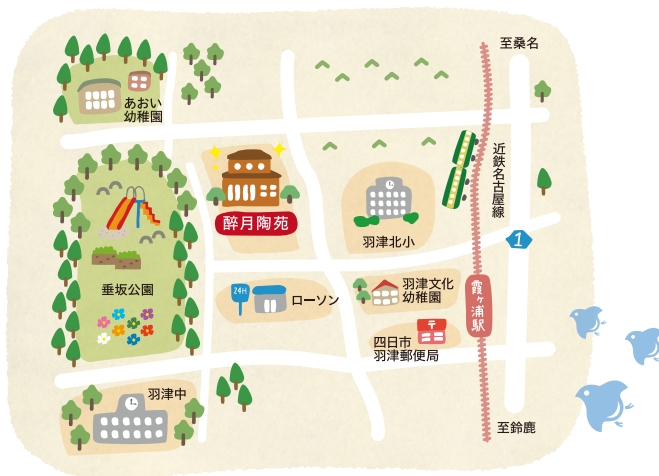 至桑名
あおい
幼稚園
近鉄名古屋線
醉月陶苑
羽津北小
1
垂坂公園
24H
ローソン
羽津文化
幼稚園
霞ヶ浦駅
〒
四日市
羽津郵便局
羽津中
至鈴鹿